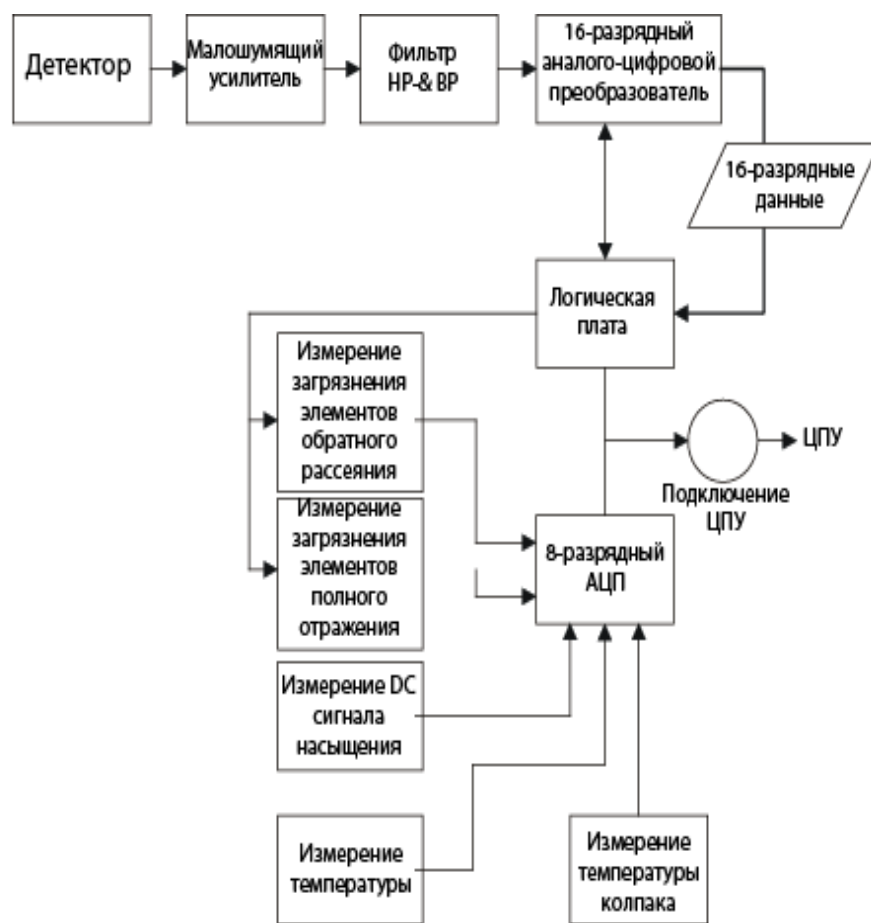 Детектор
Малошумящий
усилитель
Фильтр
HP-& BP
16-разрядный
аналого-цифровой
преобразователь
16-разрядные
данные
Логическая
плата
Измерение
загрязнения
элементов
обратного
рассеяния
ЦПУ
Подключение
ЦПУ
Измерение
загрязнения
элементов
полного
отражения
8-разрядный
АЦП
Измерение DC
сигнала
насыщения
Измерение
температуры
Измерение
температуры
колпака